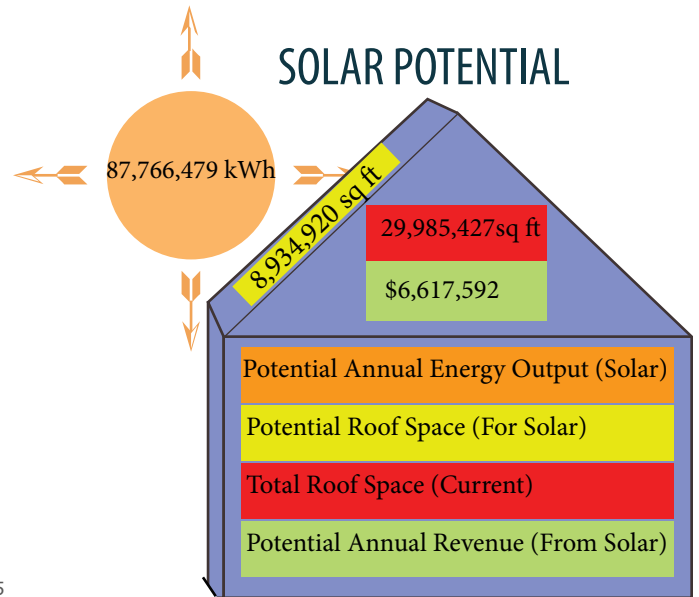 SOLAR POTENTIAL
87,766,479 kWh
8,934,920 sq ft
29,985,427sq ft
$6,617,592
Potential Annual Energy Output (Solar)
Potential Roof Space (For Solar)
Total Roof Space (Current)
Potential Annual Revenue (From Solar)